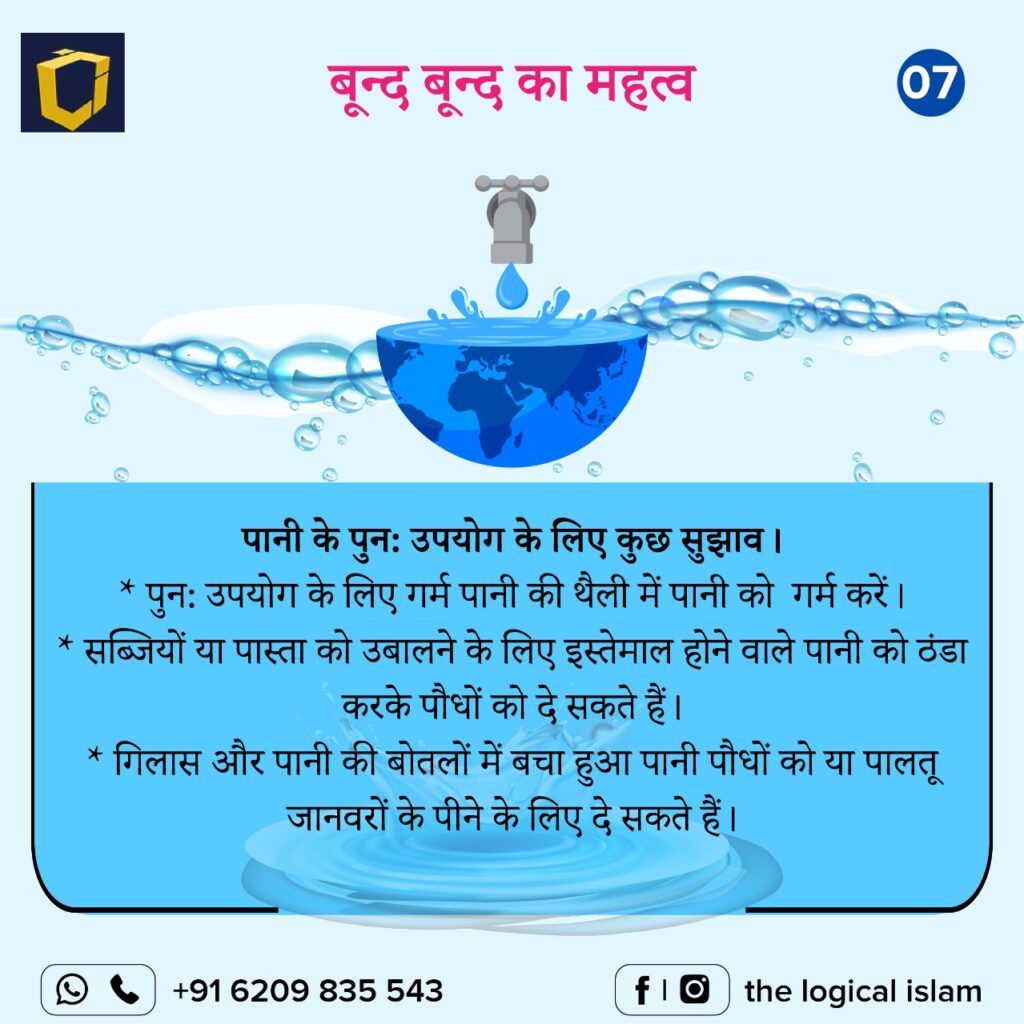 बून्द बून्द का महत्व
07
पानी के पुन: उपयोग के लिए कुछ सुझाव।
* पुन: उपयोग के लिए गर्म पानी की थैली में पानी को गर्म करें।
* सब्जियों या पास्ता को उबालने के लिए इस्तेमाल होने वाले पानी को ठंडा
करके पौधों को दे सकते हैं।
* गिलास और पानी की बोतलों में बचा हुआ पानी पौधों को या पालतू
जानवरों के पीने के लिए दे सकते हैं।
+91 6209 835 543
the logical islam